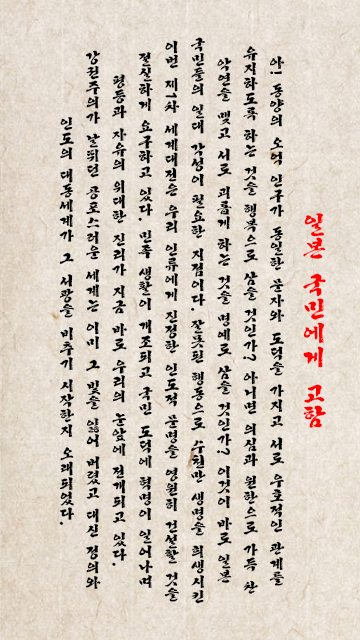 일본 국민에게 고함
아! 동양의 소억 인구가 동일한 문자와 도덕을 가지고 서로 우호적인 관계를
유지하도록 하는 것을 행복으로 삼을 것인가? 아니면 의심과 원한으로 가득 찬
악연을 맺고 서로 괴롭게 하는 것을 명예로 삼을 것인가? 이것이 바로 일본
국민들의 일대 각성이 필요한 지점이다. 잘못된 행동으로 수천만 생명을 희생시킨
이번 제1차 세계대전은 우리 인류에게 진정한 인도적 문명을 영원히 건설할 것을
절실하게 요구하고 있다. 민족 생활이 개조되고 국민 도덕에 혁명이 일어나며
평등과 자유의 위대한 진리가 지금 바로 우리의 눈앞에 전개되고 있다.
강권주의가 날뛰던 공포스러운 세계는 이미 그 빛을 잃어 버렸고 대신 정의와
인도의 대동세계가 그 서광을 비추기 시작한지 오래되었다.